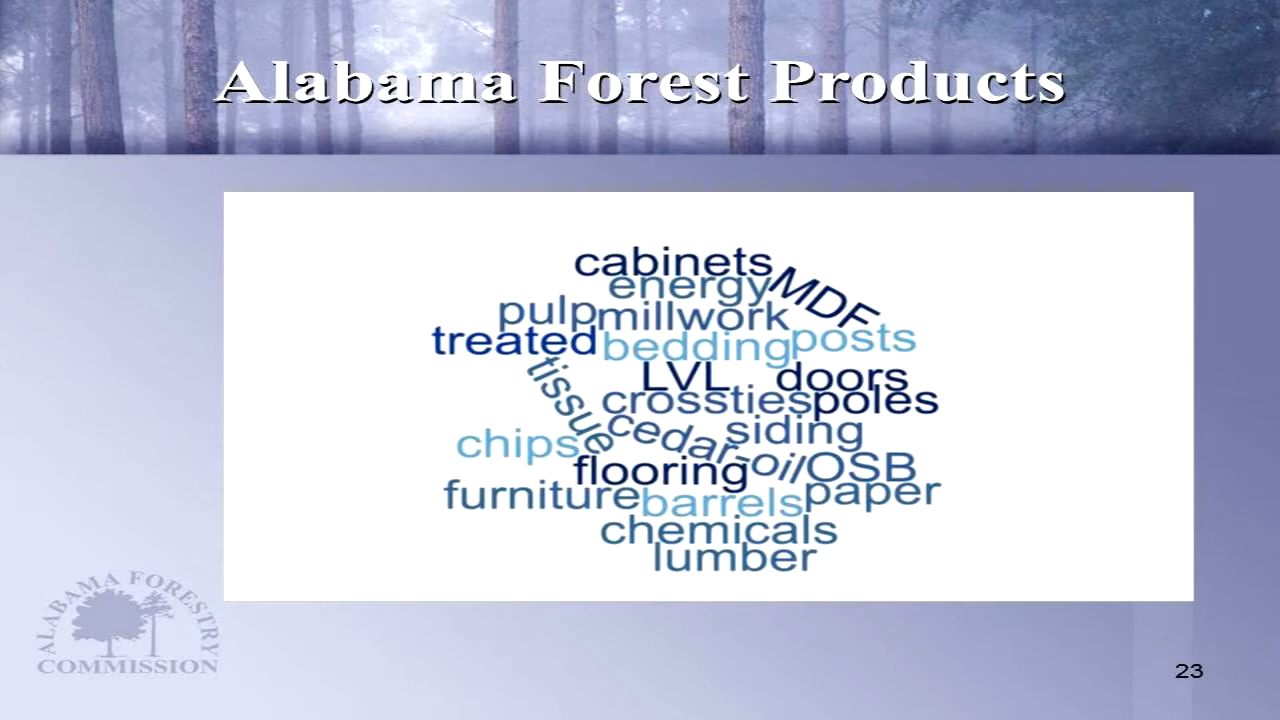 Alabama Forest Products
cabinets
energy
MDF
pulp
millwork
treated
bedding
posts
tissue
LVL
doors
crossties
poles
cedar-oil
siding
chips
flooring
OSB
furniture
barrels
paper
chemicals
lumber
ALABAMA FORESTRY
COMMISSION
23